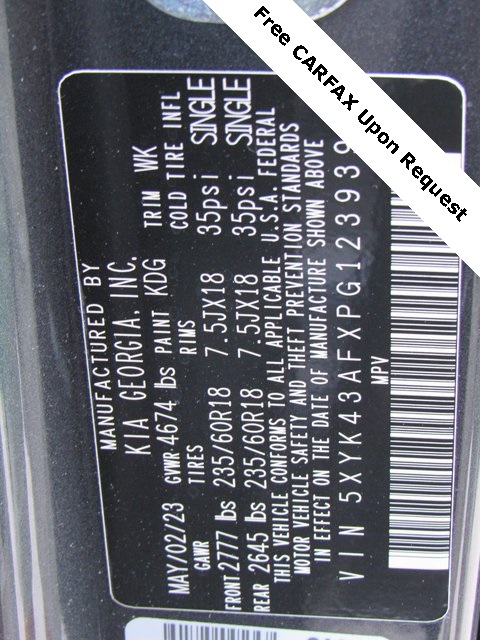 Free CARFAX Upon Request
MANUFACTURED BY
KIA GEORGIA, INC.
MAY/02/23 GVWR 4674 lbs PAINT KDG TRIM WK
GAWR TIRES RIMS COLD TIRE INFL
FRONT 2777 lbs 235/60R18 7.5JX18 35psi SINGLE
REAR 2645 lbs 235/60R18 7.5JX18 35psi SINGLE
THIS VEHICLE CONFORMS TO ALL APPLICABLE U.S.A. FEDERAL
MOTOR VEHICLE SAFETY AND THEFT PREVENTION STANDARDS
IN EFFECT ON THE DATE OF MANUFACTURE SHOWN ABOVE
VIN 5XYK43AFXPG123939
MPV